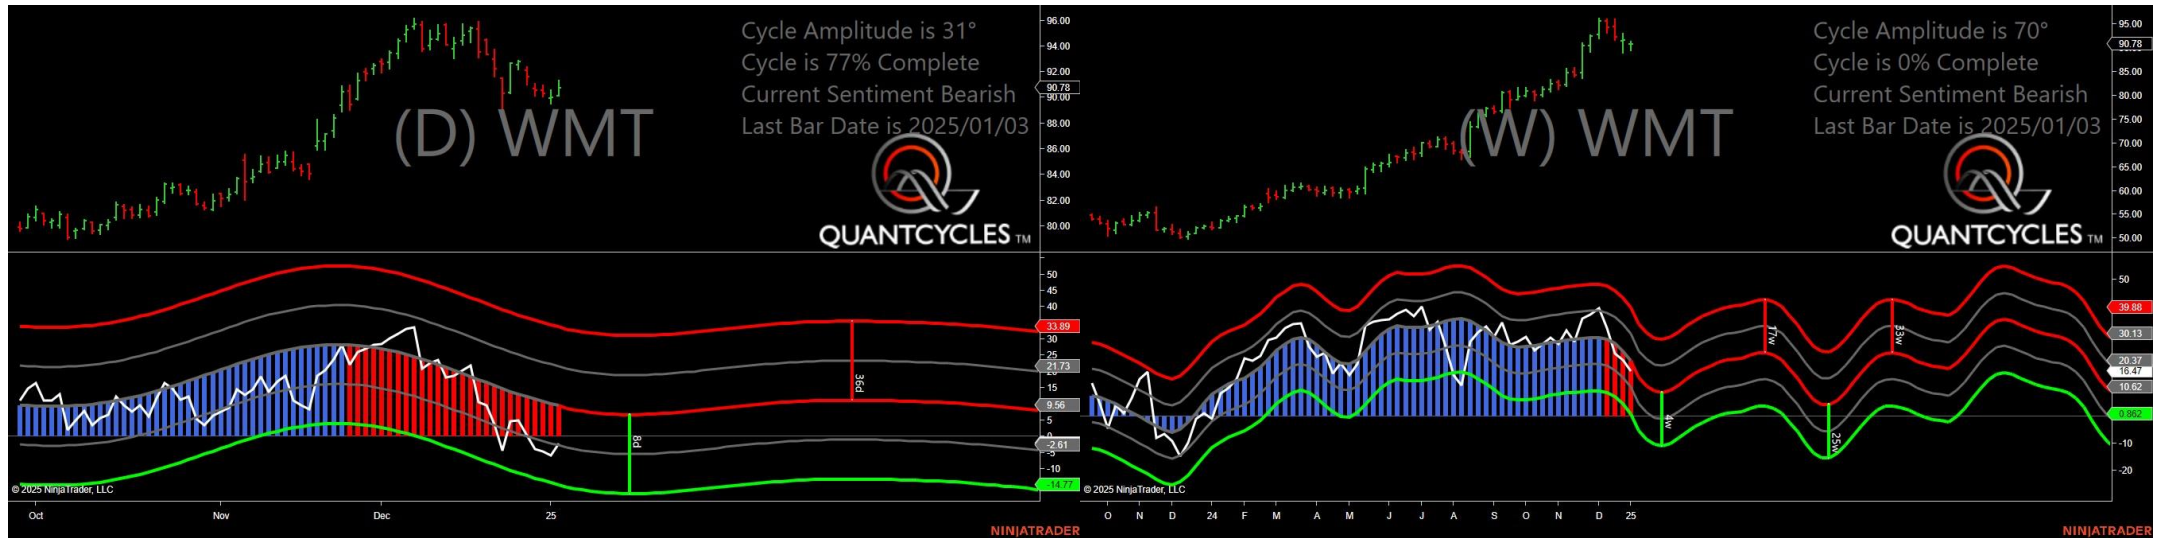 Cycle Amplitude is 31°
Cycle is 77% Complete
Current Sentiment Bearish
Last Bar Date is 2025/01/03
(D) WMT
QUANTCYCLES TM
96.00
94.00
92.00
90.78
90.00
88.00
86.00
84.00
82.00
80.00
50
45
40
33.89
30
25
21.73
15
9.56
5
-2.61
-5
-10
-14.77
8d
36d
© 2025 NinjaTrader, LLC
Oct Nov Dec 25
NINJATRADER
Cycle Amplitude is 70°
Cycle is 0% Complete
Current Sentiment Bearish
Last Bar Date is 2025/01/03
(W) WMT
QUANTCYCLES TM
95.00
90.78
85.00
80.00
75.00
70.00
65.00
60.00
55.00
50.00
50
39.88
30.13
20.37
16.47
10.62
0.862
-10
-20
4w
17w
25w
33w
© 2025 NinjaTrader, LLC
O N D 24 F M A M J J A S O N D 25
NINJATRADER